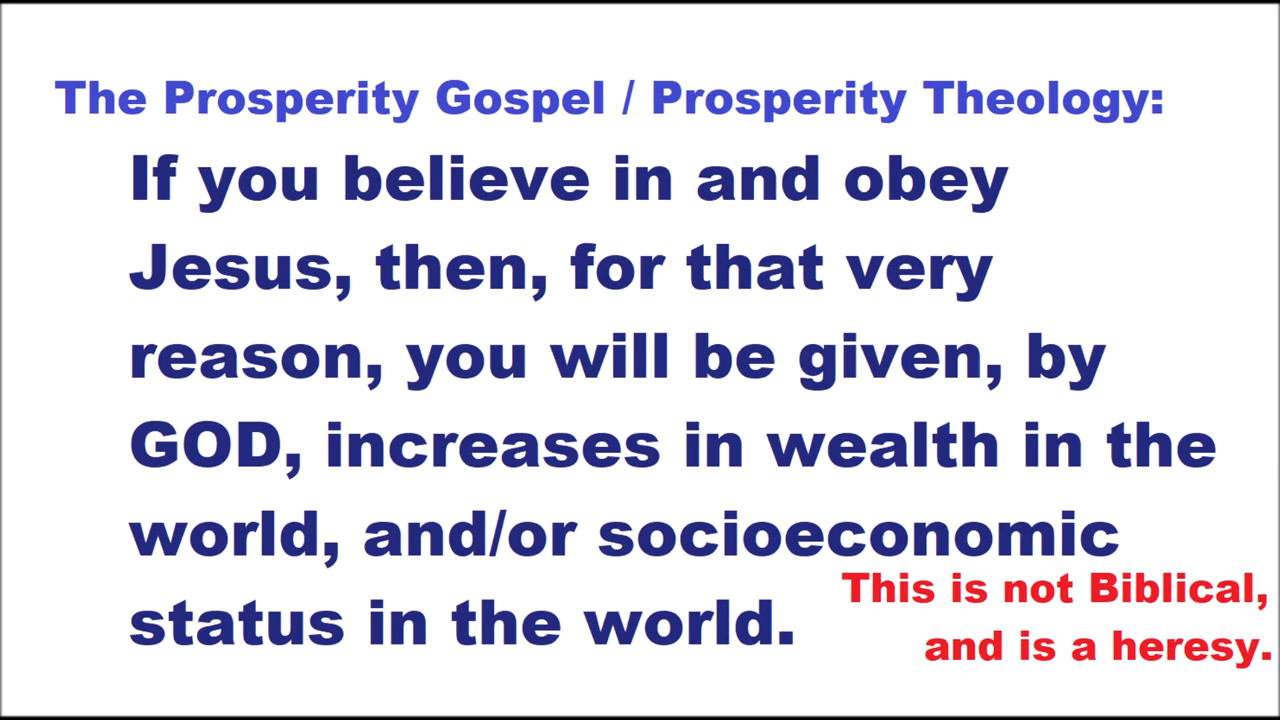 The Prosperity Gospel / Prosperity Theology:
If you believe in and obey
Jesus, then, for that very
reason, you will be given, by
GOD, increases in wealth in the
world, and/or socioeconomic
status in the world.
This is not Biblical,
and is a heresy.